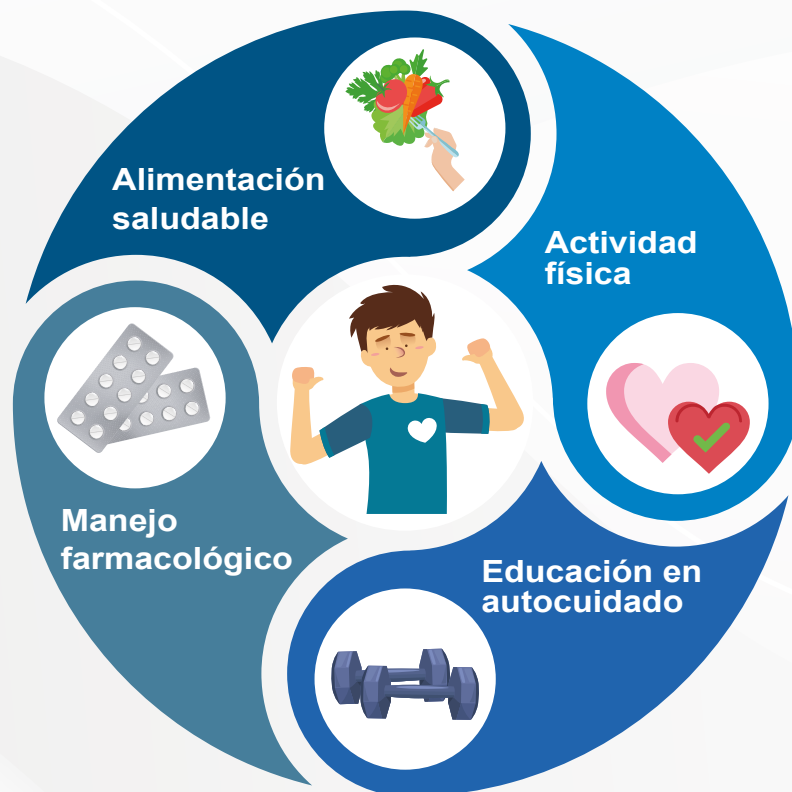 Alimentación
saludable
Actividad
física
Manejo
farmacológico
Educación en
autocuidado